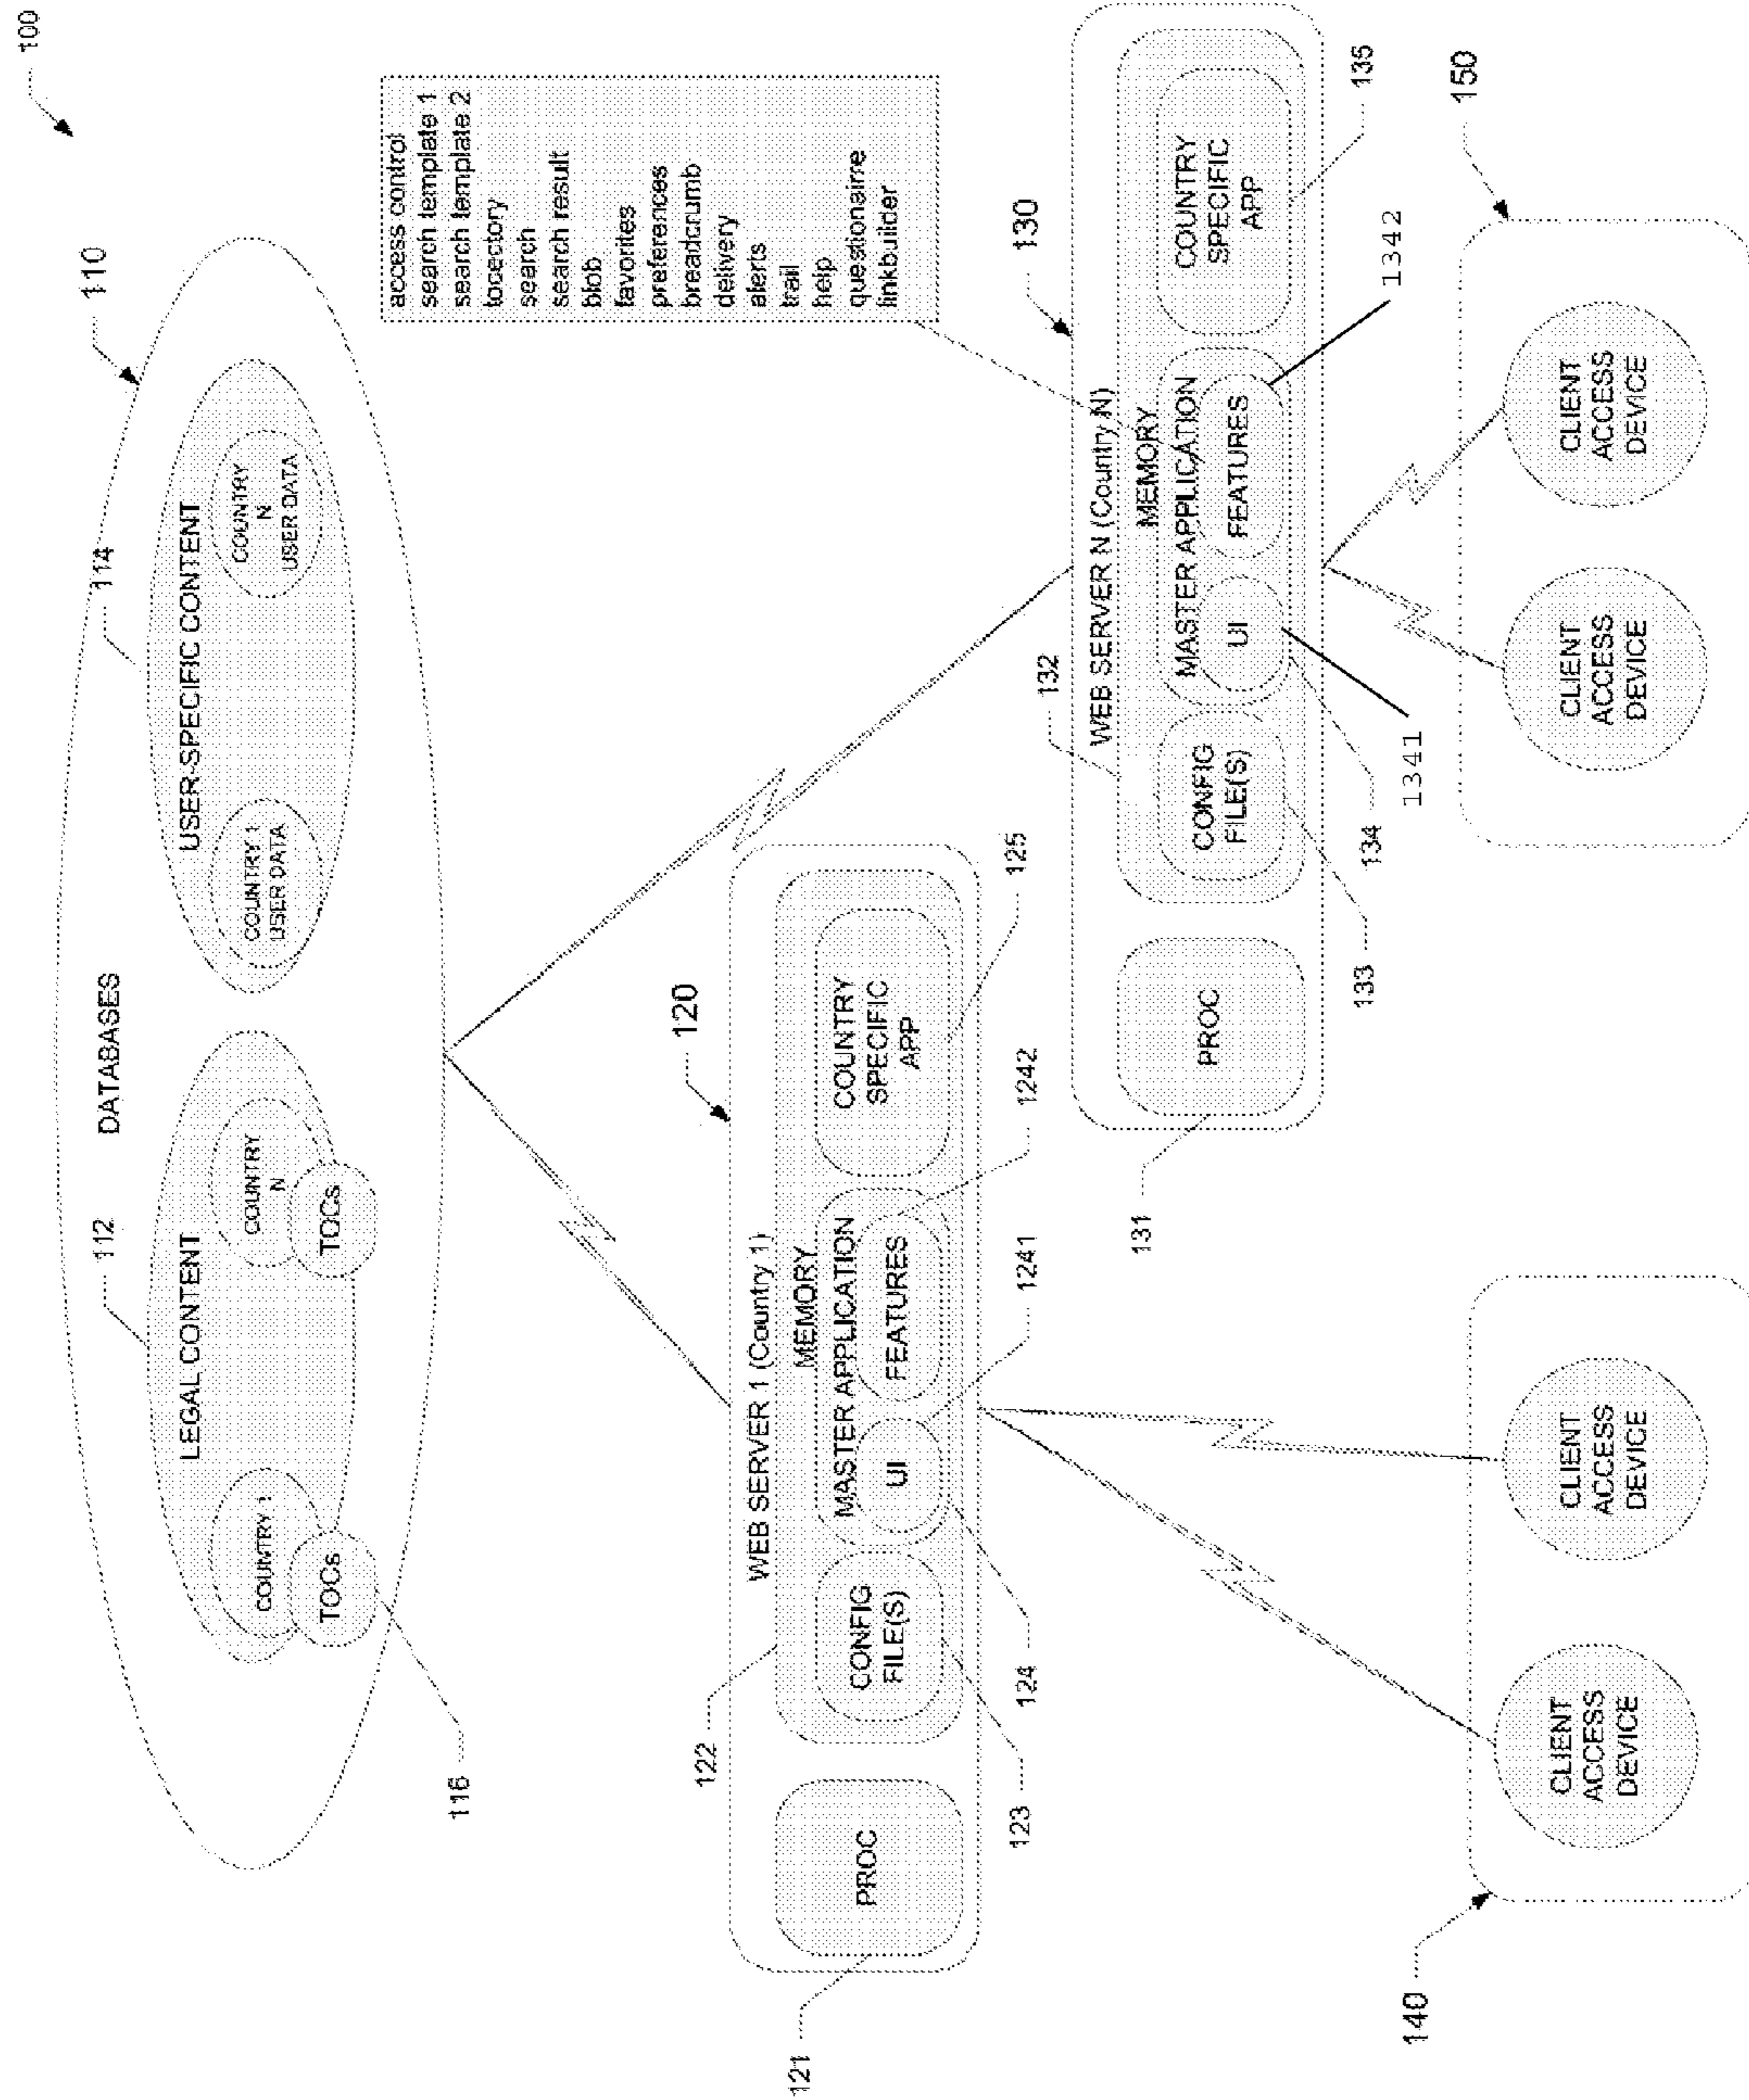 100
110
DATABASES
112
LEGAL CONTENT
COUNTRY 1
TOCs
COUNTRY
N
TOCs
116
114
USER-SPECIFIC CONTENT
COUNTRY 1
USER DATA
COUNTRY
N
USER DATA
access control
search template 1
search template 2
tocectory
search
search result
blob
favorites
preferences
breadcrumb
delivery
alerts
trail
help
questionairre
linkbuilder
120
WEB SERVER 1 (Country 1)
122
MEMORY
121
PROC
CONFIG
FILE(S)
MASTER APPLICATION
UI
FEATURES
COUNTRY
SPECIFIC
APP
123
124
1241
1242
125
130
WEB SERVER N (Country N)
132
MEMORY
131
PROC
CONFIG
FILE(S)
MASTER APPLICATION
UI
FEATURES
COUNTRY
SPECIFIC
APP
133
134
1341
1342
135
140
CLIENT
ACCESS
DEVICE
CLIENT
ACCESS
DEVICE
150
CLIENT
ACCESS
DEVICE
CLIENT
ACCESS
DEVICE